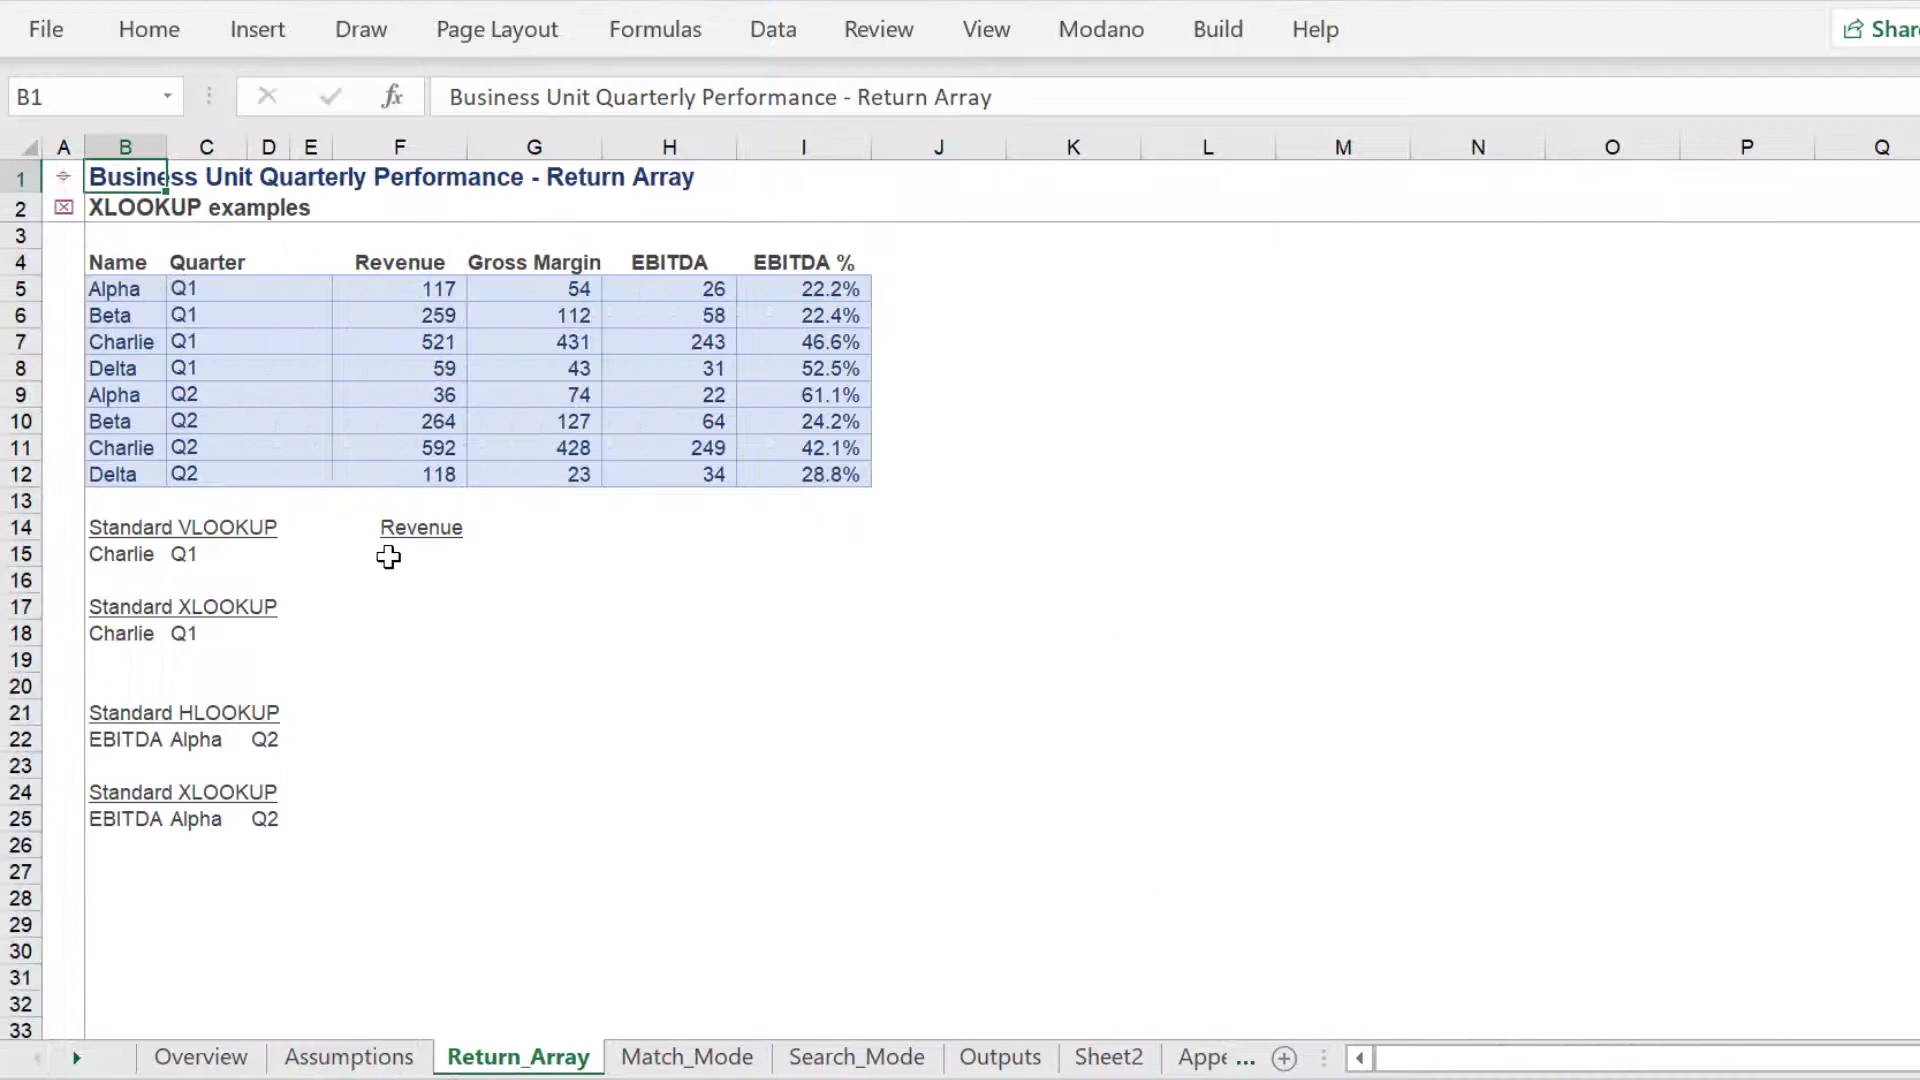 File Home Insert Draw Page Layout Formulas Data Review View Modano Build Help Share
B1 fx Business Unit Quarterly Performance - Return Array
A B C D E F G H I J K L M N O P Q
1 Business Unit Quarterly Performance - Return Array
2 XLOOKUP examples
3
4 Name Quarter Revenue Gross Margin EBITDA EBITDA %
5 Alpha Q1 117 54 26 22.2%
6 Beta Q1 259 112 58 22.4%
7 Charlie Q1 521 431 243 46.6%
8 Delta Q1 59 43 31 52.5%
9 Alpha Q2 36 74 22 61.1%
10 Beta Q2 264 127 64 24.2%
11 Charlie Q2 592 428 249 42.1%
12 Delta Q2 118 23 34 28.8%
13
14 Standard VLOOKUP Revenue
15 Charlie Q1
16
17 Standard XLOOKUP
18 Charlie Q1
19
20
21 Standard HLOOKUP
22 EBITDA Alpha Q2
23
24 Standard XLOOKUP
25 EBITDA Alpha Q2
26
27
28
29
30
31
32
33
Overview Assumptions Return_Array Match_Mode Search_Mode Outputs Sheet2 Appe ...